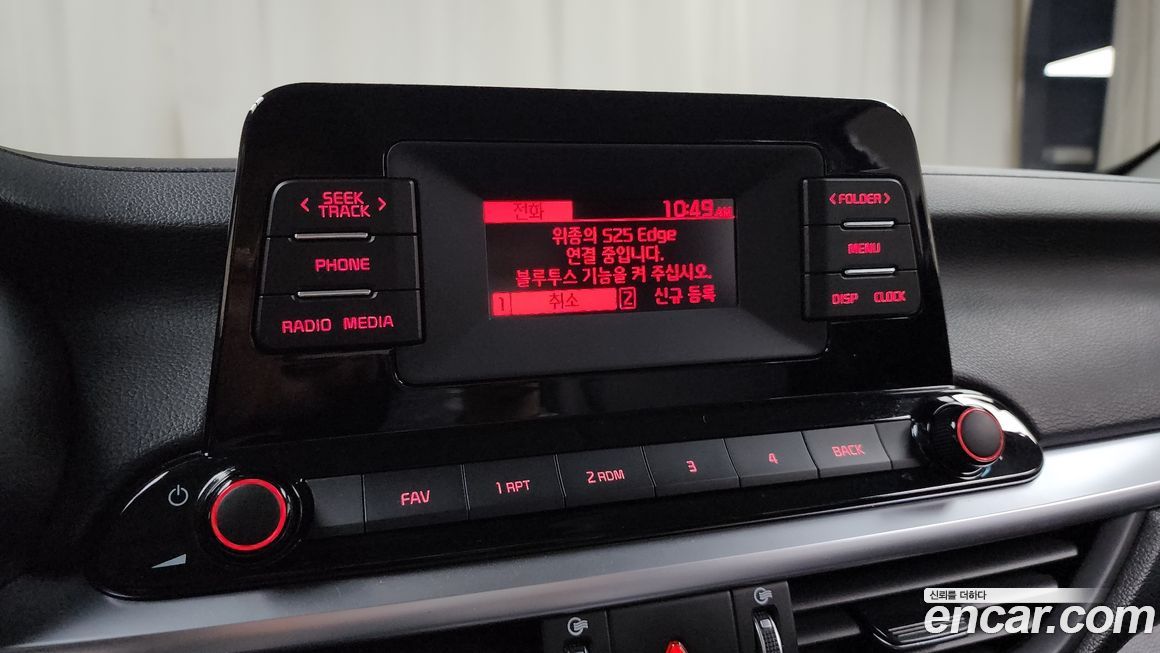 < SEEK TRACK >
PHONE
RADIO MEDIA
전화 10:49 AM
위종의 S25 Edge
연결 중입니다.
블루투스 기능을 켜 주십시오.
1 취소 2 신규 등록
< FOLDER >
MENU
DISP CLOCK
FAV
1 RPT
2 RDM
3
4
BACK
신뢰를 더하다
encar.com